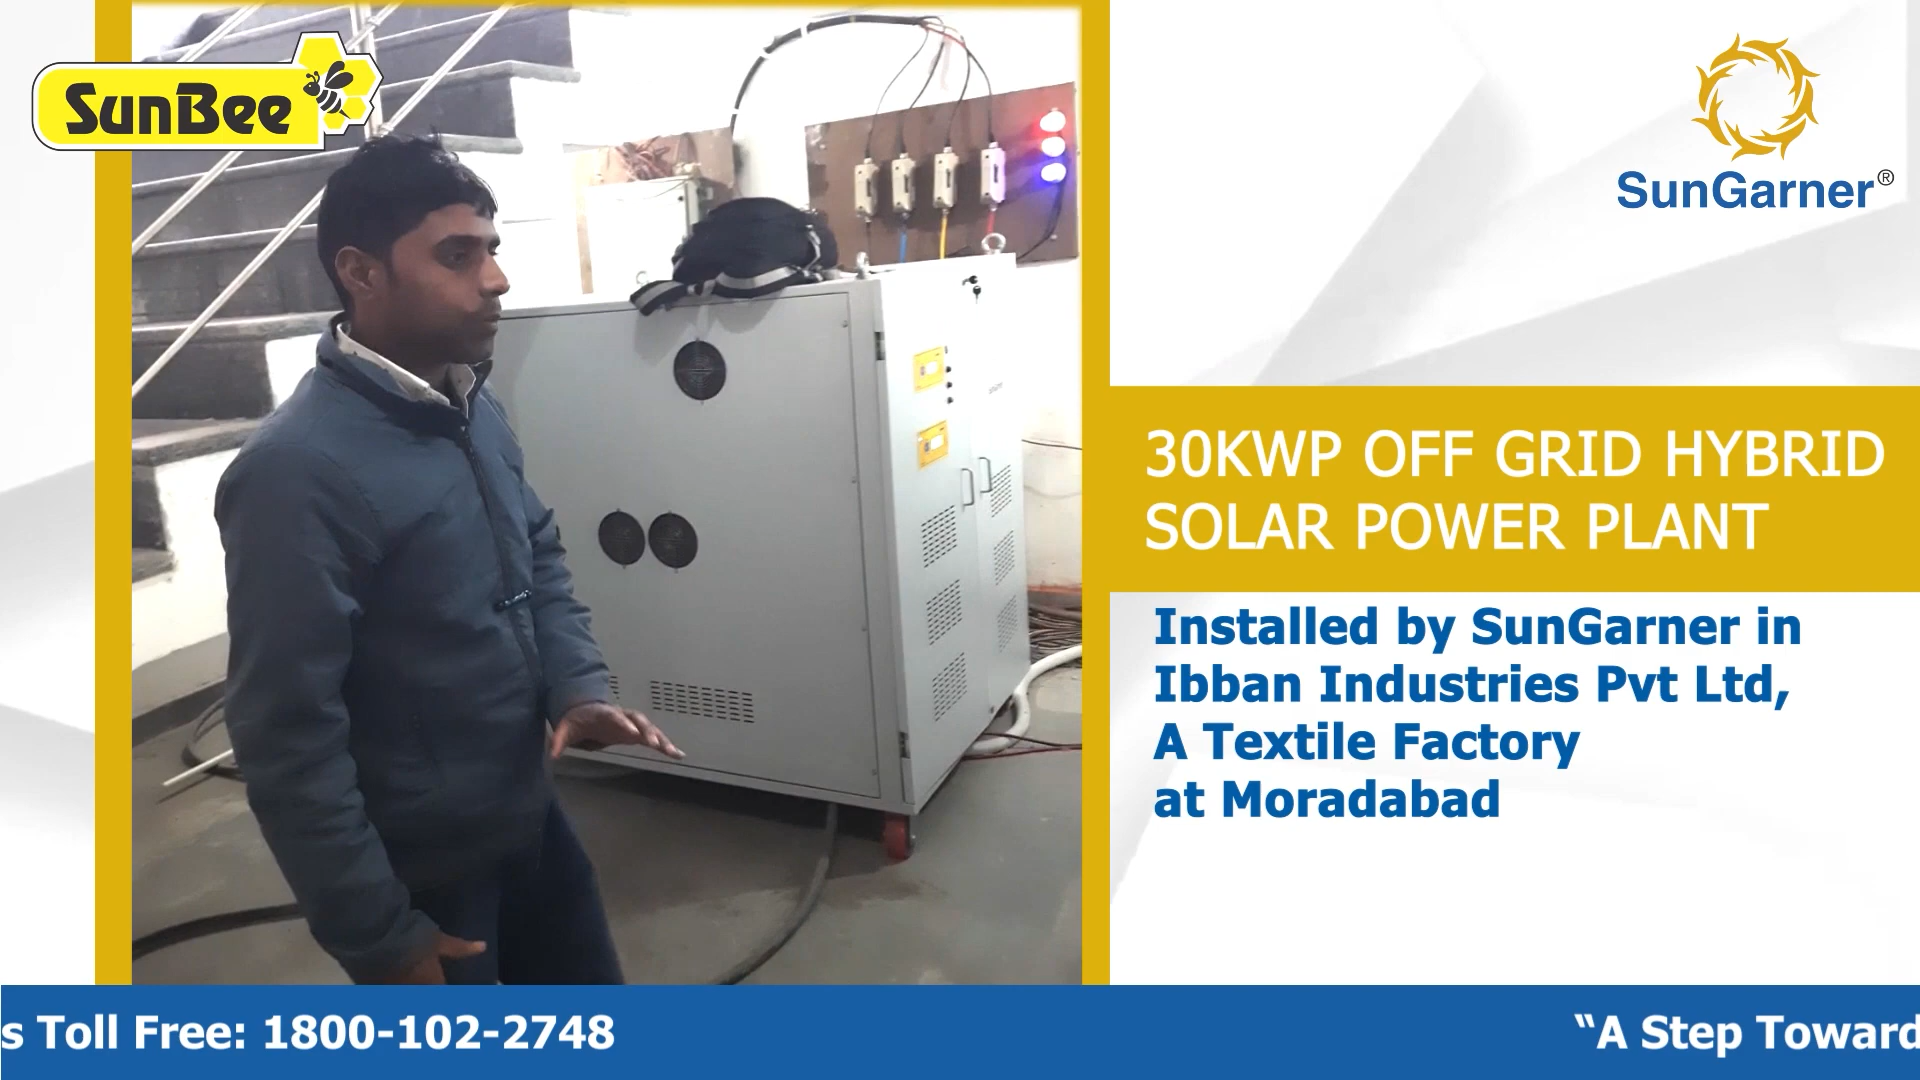 SunBee
SunGarner®
30KWP OFF GRID HYBRID
SOLAR POWER PLANT
Installed by SunGarner in
Ibban Industries Pvt Ltd,
A Textile Factory
at Moradabad
s Toll Free: 1800-102-2748
“A Step Toward